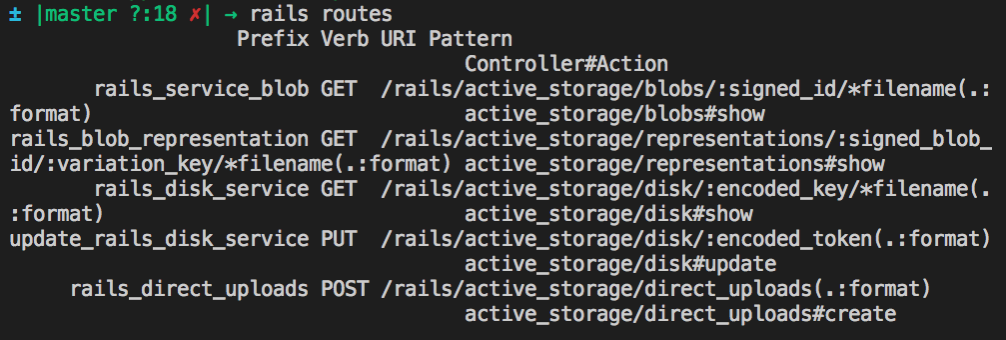 ± |master ?:18 ✗| → rails routes
Prefix Verb URI Pattern
Controller#Action
rails_service_blob GET /rails/active_storage/blobs/:signed_id/*filename(.:
format) active_storage/blobs#show
rails_blob_representation GET /rails/active_storage/representations/:signed_blob_
id/:variation_key/*filename(.:format) active_storage/representations#show
rails_disk_service GET /rails/active_storage/disk/:encoded_key/*filename(.
:format) active_storage/disk#show
update_rails_disk_service PUT /rails/active_storage/disk/:encoded_token(.:format)
active_storage/disk#update
rails_direct_uploads POST /rails/active_storage/direct_uploads(.:format)
active_storage/direct_uploads#create